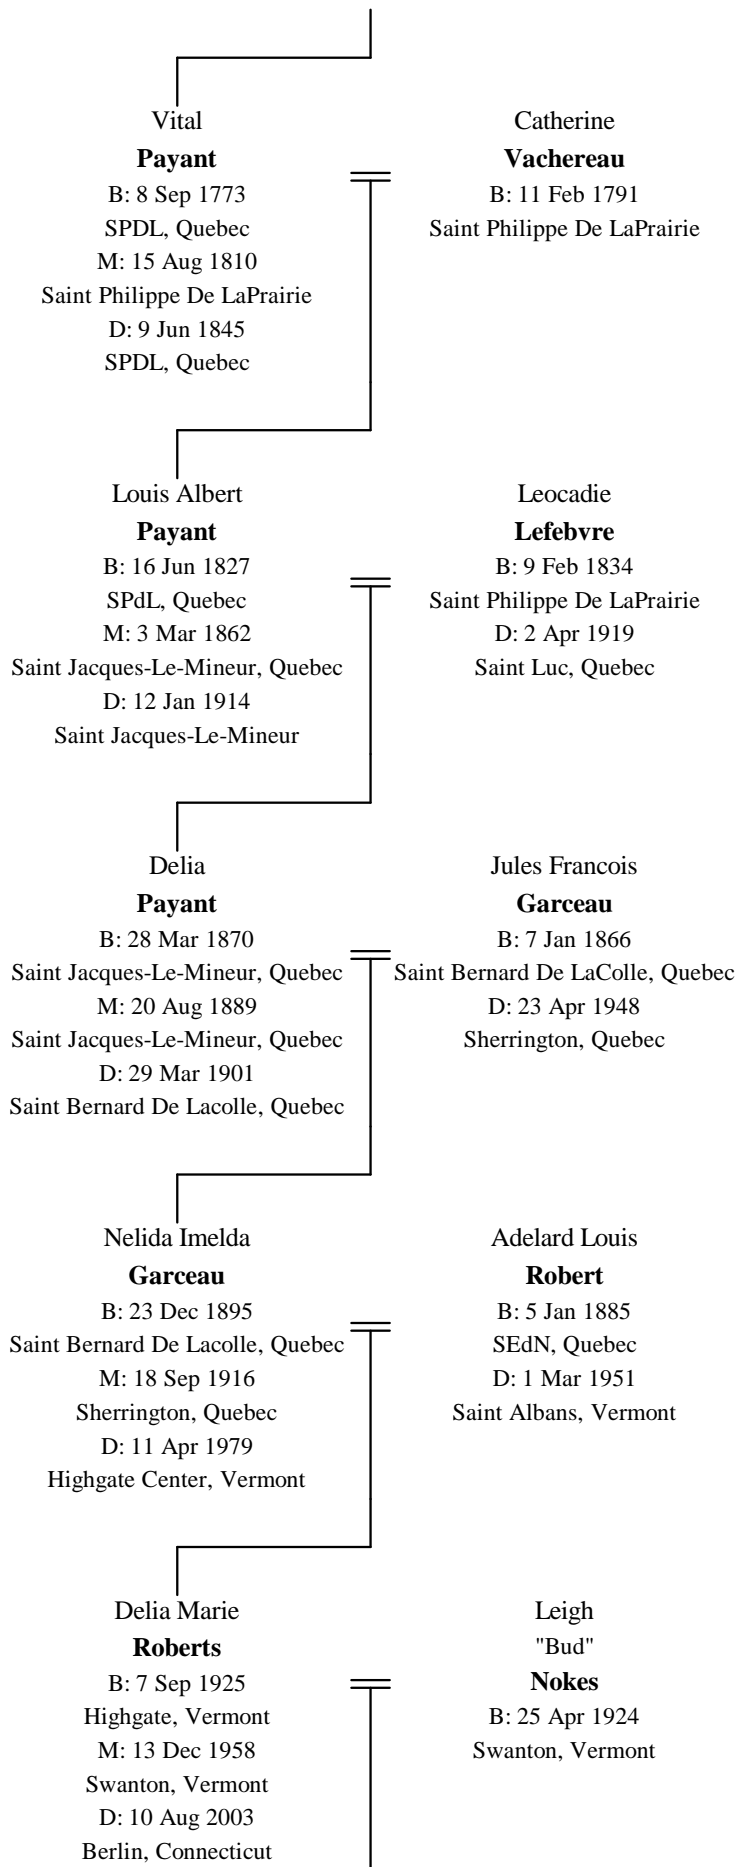 Vital
Payant
B: 8 Sep 1773
SPDL, Quebec
M: 15 Aug 1810
Saint Philippe De LaPrairie
D: 9 Jun 1845
SPDL, Quebec
Catherine
Vachereau
B: 11 Feb 1791
Saint Philippe De LaPrairie
Louis Albert
Payant
B: 16 Jun 1827
SPdL, Quebec
M: 3 Mar 1862
Saint Jacques-Le-Mineur, Quebec
D: 12 Jan 1914
Saint Jacques-Le-Mineur
Leocadie
Lefebvre
B: 9 Feb 1834
Saint Philippe De LaPrairie
D: 2 Apr 1919
Saint Luc, Quebec
Delia
Payant
B: 28 Mar 1870
Saint Jacques-Le-Mineur, Quebec
M: 20 Aug 1889
Saint Jacques-Le-Mineur, Quebec
D: 29 Mar 1901
Saint Bernard De Lacolle, Quebec
Jules Francois
Garceau
B: 7 Jan 1866
Saint Bernard De LaColle, Quebec
D: 23 Apr 1948
Sherrington, Quebec
Nelida Imelda
Garceau
B: 23 Dec 1895
Saint Bernard De Lacolle, Quebec
M: 18 Sep 1916
Sherrington, Quebec
D: 11 Apr 1979
Highgate Center, Vermont
Adelard Louis
Robert
B: 5 Jan 1885
SEdN, Quebec
D: 1 Mar 1951
Saint Albans, Vermont
Delia Marie
Roberts
B: 7 Sep 1925
Highgate, Vermont
M: 13 Dec 1958
Swanton, Vermont
D: 10 Aug 2003
Berlin, Connecticut
Leigh
"Bud"
Nokes
B: 25 Apr 1924
Swanton, Vermont